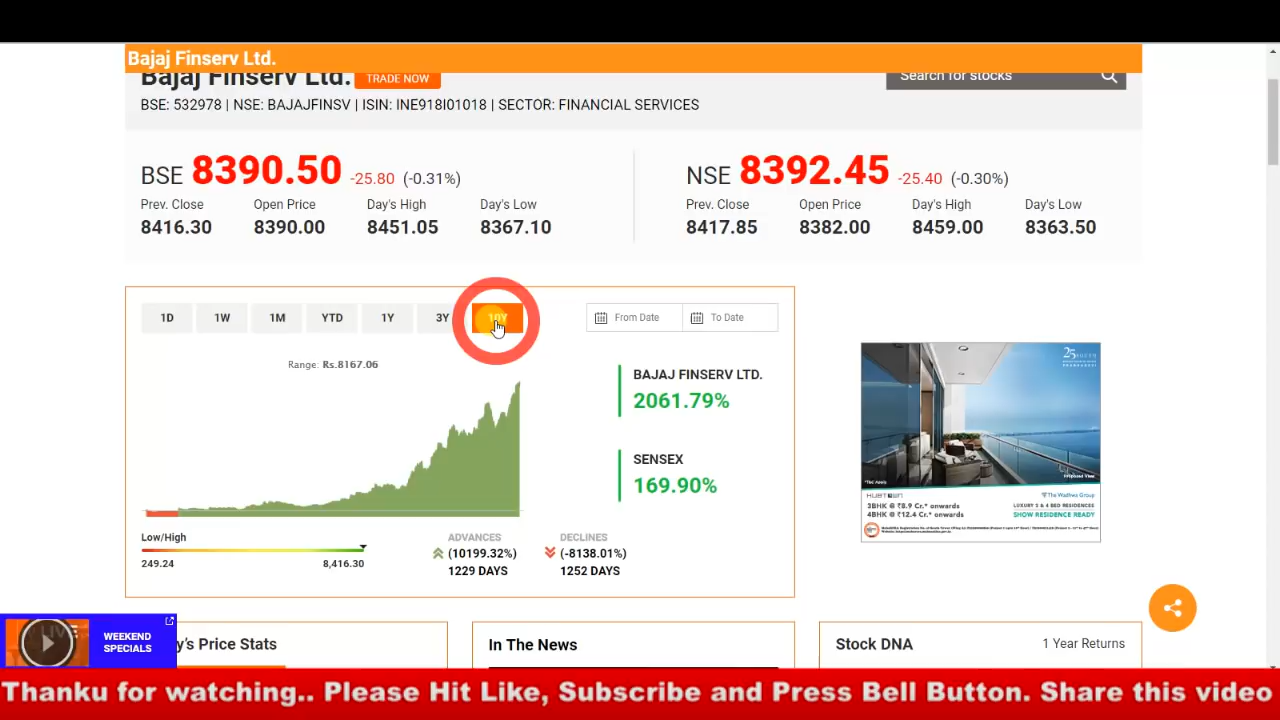 Bajaj Finserv Ltd.
Bajaj Finserv Ltd. TRADE NOW
Search for stocks
BSE: 532978 | NSE: BAJAJFINSV | ISIN: INE918I01018 | SECTOR: FINANCIAL SERVICES
BSE 8390.50 -25.80 (-0.31%)
NSE 8392.45 -25.40 (-0.30%)
Prev. Close Open Price Day's High Day's Low
8416.30 8390.00 8451.05 8367.10
Prev. Close Open Price Day's High Day's Low
8417.85 8382.00 8459.00 8363.50
1D 1W 1M YTD 1Y 3Y 10Y
From Date To Date
Range: Rs.8167.06
BAJAJ FINSERV LTD.
2061.79%
SENSEX
169.90%
Low/High
249.24 8,416.30
ADVANCES
(10199.32%)
1229 DAYS
DECLINES
(-8138.01%)
1252 DAYS
3BHK @ ₹8.9 Cr.* onwards
4BHK @ ₹12.4 Cr.* onwards
The Wadhwa Group
LUXURY 3 & 4 BED RESIDENCES
SHOW RESIDENCE READY
WEEKEND
SPECIALS
y's Price Stats
In The News
Stock DNA 1 Year Returns
Thanku for watching.. Please Hit Like, Subscribe and Press Bell Button. Share this video